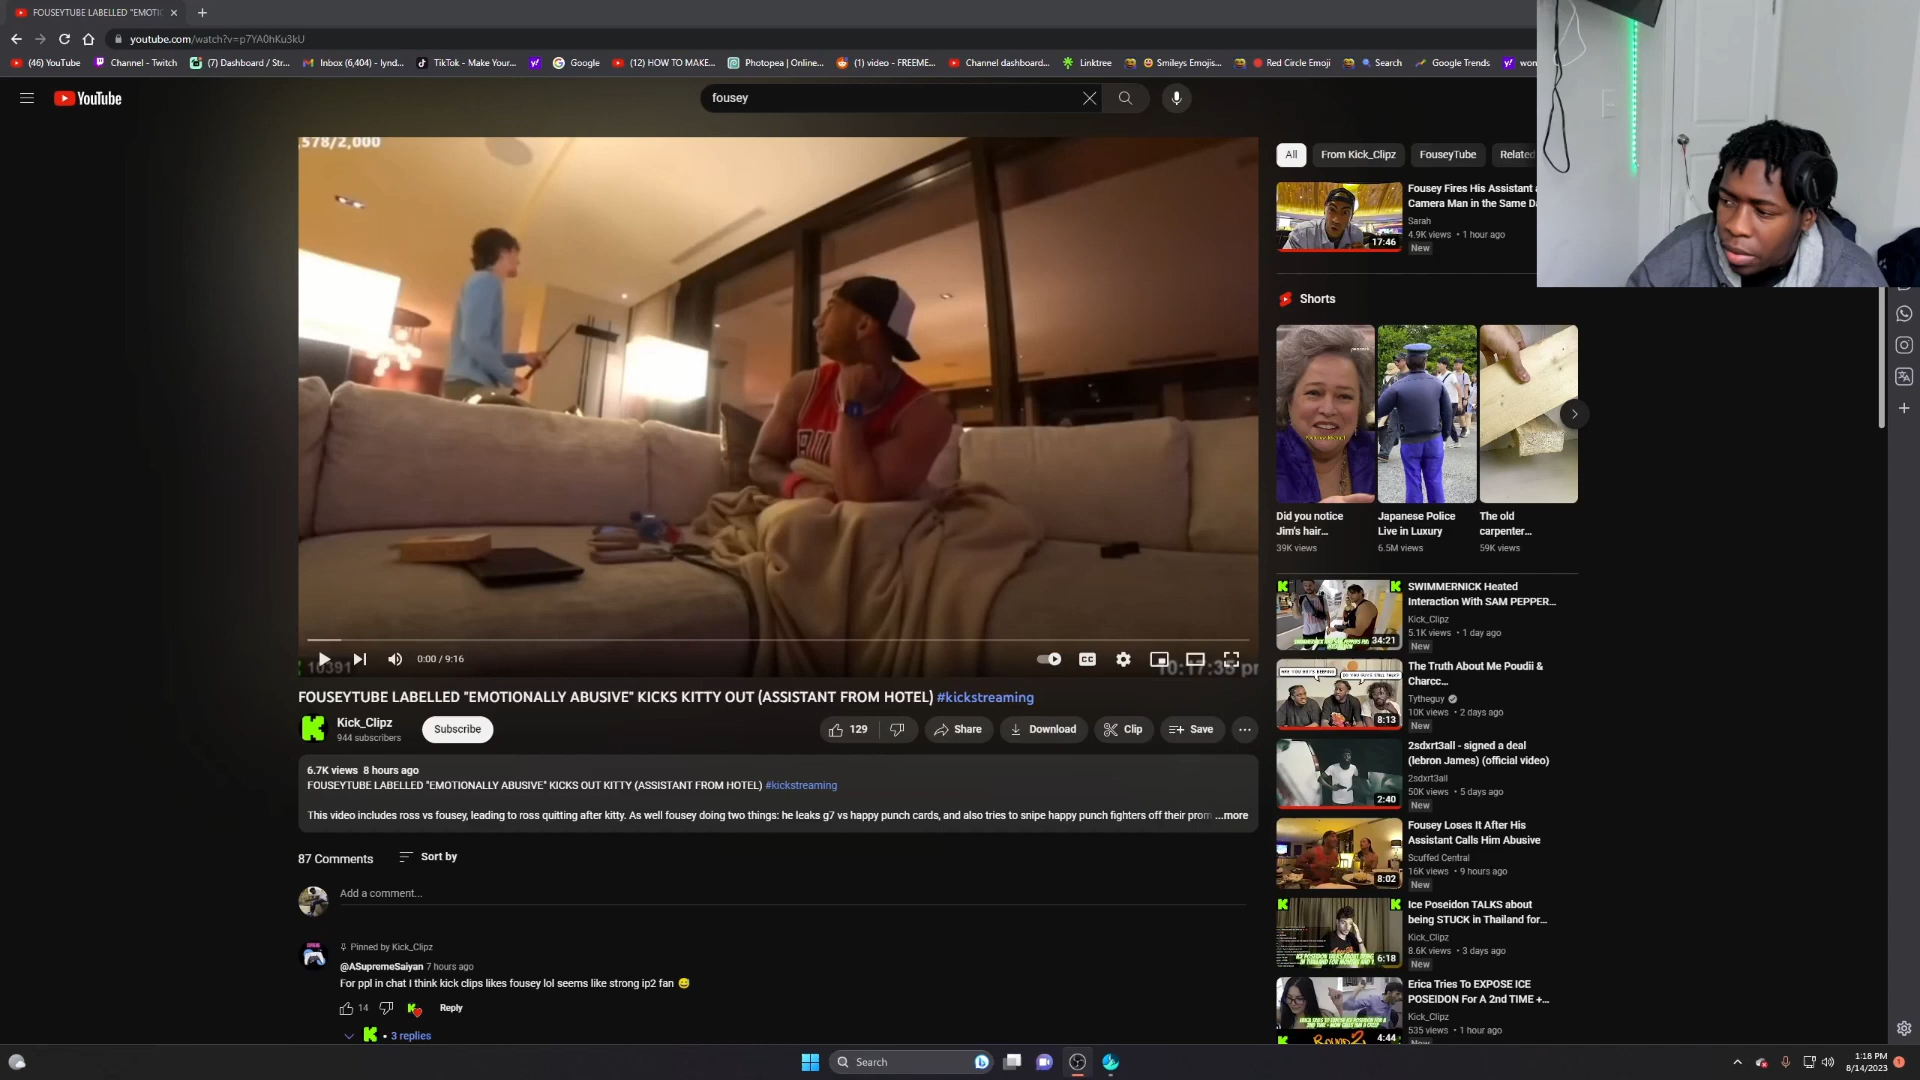 FOUSEYTUBE LABELLED "EMOTI
youtube.com/watch?v=p7YA0hKu3kU
(46) YouTube
Channel - Twitch
(7) Dashboard / Str...
Inbox (6,404) - lynd...
TikTok - Make Your...
Google
(12) HOW TO MAKE...
Photopea | Online...
(1) video - FREEME...
Channel dashboard...
Linktree
Smileys Emojis...
Red Circle Emoji
Search
Google Trends
YouTube
fousey
,578/2,000
10391
10:17:35 pm
0:00 / 9:16
FOUSEYTUBE LABELLED "EMOTIONALLY ABUSIVE" KICKS KITTY OUT (ASSISTANT FROM HOTEL) #kickstreaming
Kick_Clipz
944 subscribers
Subscribe
129
Share
Download
Clip
Save
6.7K views 8 hours ago
FOUSEYTUBE LABELLED "EMOTIONALLY ABUSIVE" KICKS OUT KITTY (ASSISTANT FROM HOTEL) #kickstreaming
This video includes ross vs fousey, leading to ross quitting after kitty. As well fousey doing two things: he leaks g7 vs happy punch cards, and also tries to snipe happy punch fighters off their prom ...more
87 Comments
Sort by
Add a comment...
Pinned by Kick_Clipz
@ASupremeSaiyan 7 hours ago
For ppl in chat I think kick clips likes fousey lol seems like strong ip2 fan 😅
14
Reply
3 replies
All
From Kick_Clipz
FouseyTube
Related
Fousey Fires His Assistant
Camera Man in the Same Da
Sarah
4.9K views • 1 hour ago
New
17:46
Shorts
Did you notice
Jim's hair...
39K views
Japanese Police
Live in Luxury
6.5M views
The old
carpenter...
59K views
SWIMMERNICK Heated
Interaction With SAM PEPPER...
Kick_Clipz
5.1K views • 1 day ago
New
34:21
The Truth About Me Poudii &
Charcc...
Tytheguy
10K views • 2 days ago
New
8:13
2sdxrt3all - signed a deal
(lebron James) (official video)
2sdxrt3all
50K views • 5 days ago
New
2:40
Fousey Loses It After His
Assistant Calls Him Abusive
Scuffed Central
16K views • 9 hours ago
New
8:02
Ice Poseidon TALKS about
being STUCK in Thailand for...
Kick_Clipz
8.6K views • 3 days ago
New
6:18
Erica Tries To EXPOSE ICE
POSEIDON For A 2nd TIME +...
Kick_Clipz
535 views • 1 hour ago
4:44
Search
1:18 PM
8/14/2023